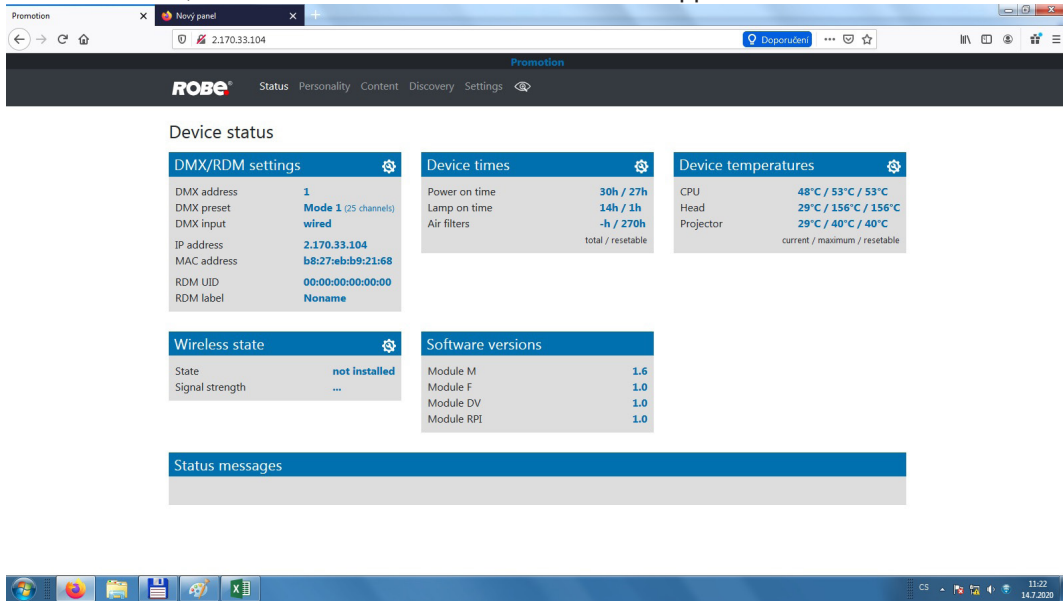 Promotion
Nový panel
2.170.33.104
Doporučení
Promotion
ROBE®
Status Personality Content Discovery Settings
Device status
DMX/RDM settings
DMX address 1
DMX preset Mode 1 (25 channels)
DMX input wired
IP address 2.170.33.104
MAC address b8:27:eb:b9:21:68
RDM UID 00:00:00:00:00:00
RDM label Noname
Device times
Power on time 30h / 27h
Lamp on time 14h / 1h
Air filters -h / 270h
total / resetable
Device temperatures
CPU 48°C / 53°C / 53°C
Head 29°C / 156°C / 156°C
Projector 29°C / 40°C / 40°C
current / maximum / resetable
Wireless state
State not installed
Signal strength ...
Software versions
Module M 1.6
Module F 1.0
Module DV 1.0
Module RPI 1.0
Status messages
CS
11:22
14.7.2020